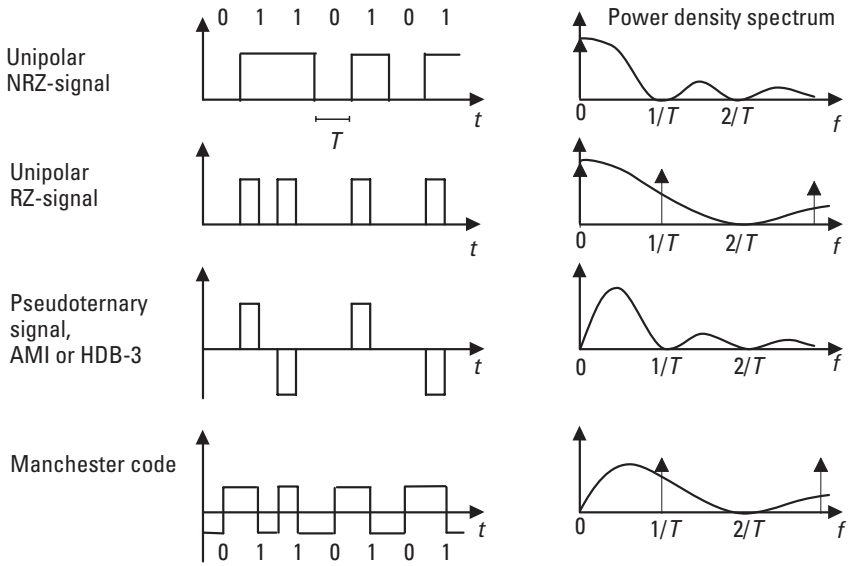 0 1 1 0 1 0 1
Power density spectrum
Unipolar
NRZ-signal
t
T
0 1/T 2/T f
Unipolar
RZ-signal
t
0 1/T 2/T f
Pseudoternary
signal,
AMI or HDB-3
t
0 1/T 2/T f
Manchester code
t
0 1 1 0 1 0 1
0 1/T 2/T f